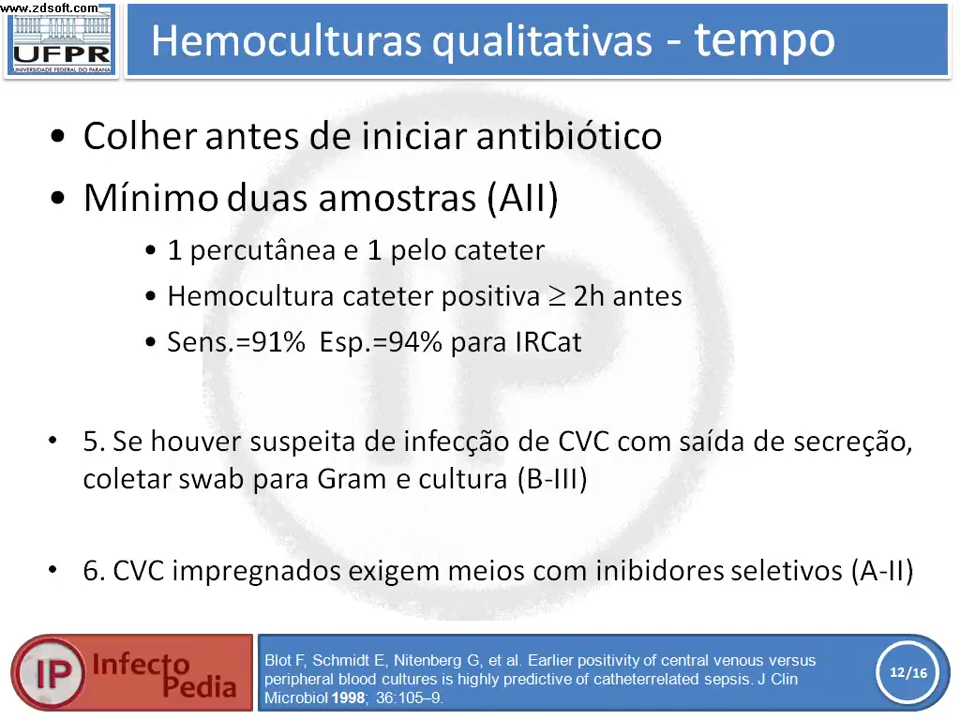 www.zdsoft.com
UFPR
UNIVERSIDADE FEDERAL DO PARANÁ
Hemoculturas qualitativas - tempo
• Colher antes de iniciar antibiótico
• Mínimo duas amostras (AII)
• 1 percutânea e 1 pelo cateter
• Hemocultura cateter positiva ≥ 2h antes
• Sens.=91% Esp.=94% para IRCat
• 5. Se houver suspeita de infecção de CVC com saída de secreção,
coletar swab para Gram e cultura (B-III)
• 6. CVC impregnados exigem meios com inibidores seletivos (A-II)
IP
Infecto
Pedia
Blot F, Schmidt E, Nitenberg G, et al. Earlier positivity of central venous versus
peripheral blood cultures is highly predictive of catheterrelated sepsis. J Clin
Microbiol 1998; 36:105–9.
12/16